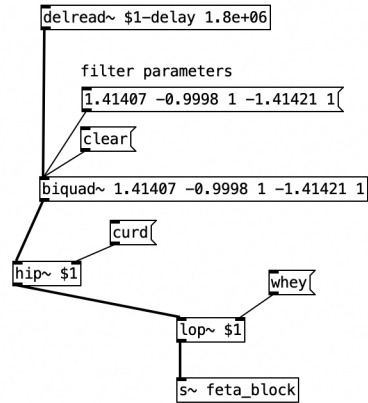 delread~ $1-delay 1.8e+06
filter parameters
1.41407 -0.9998 1 -1.41421 1
clear
biquad~ 1.41407 -0.9998 1 -1.41421 1
curd
hip~ $1
whey
lop~ $1
s~ feta_block